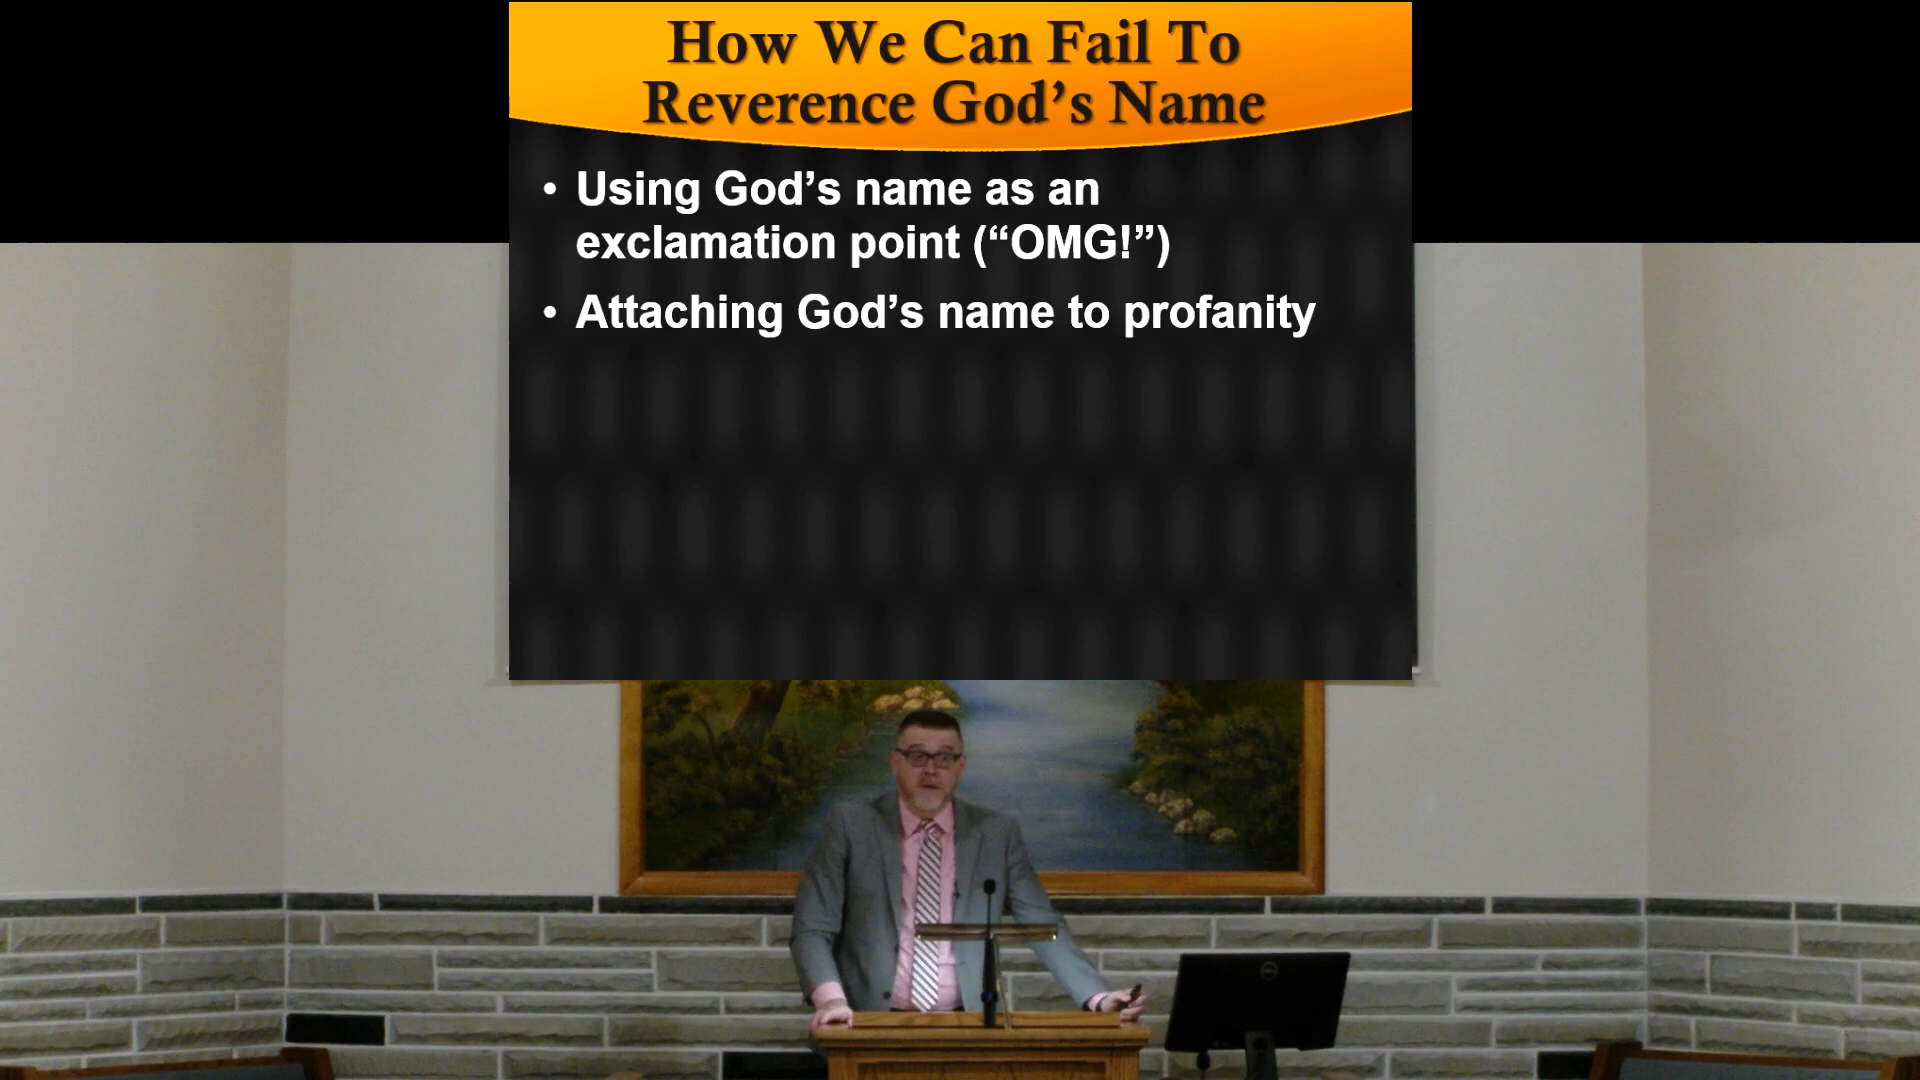 How We Can Fail To
Reverence God’s Name
• Using God’s name as an
exclamation point (“OMG!”)
• Attaching God’s name to profanity
DELL